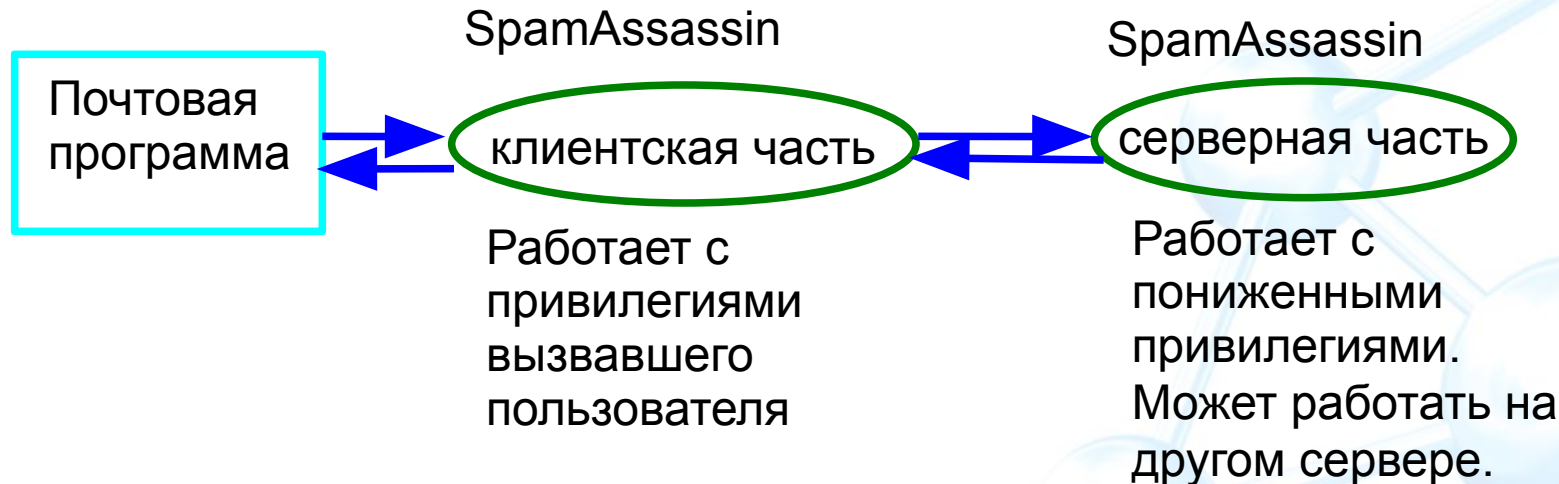 SpamAssassin
SpamAssassin
Почтовая
программа
клиентская часть
серверная часть
Работает с
привилегиями
вызвавшего
пользователя
Работает с
пониженными
привилегиями.
Может работать на
другом сервере.